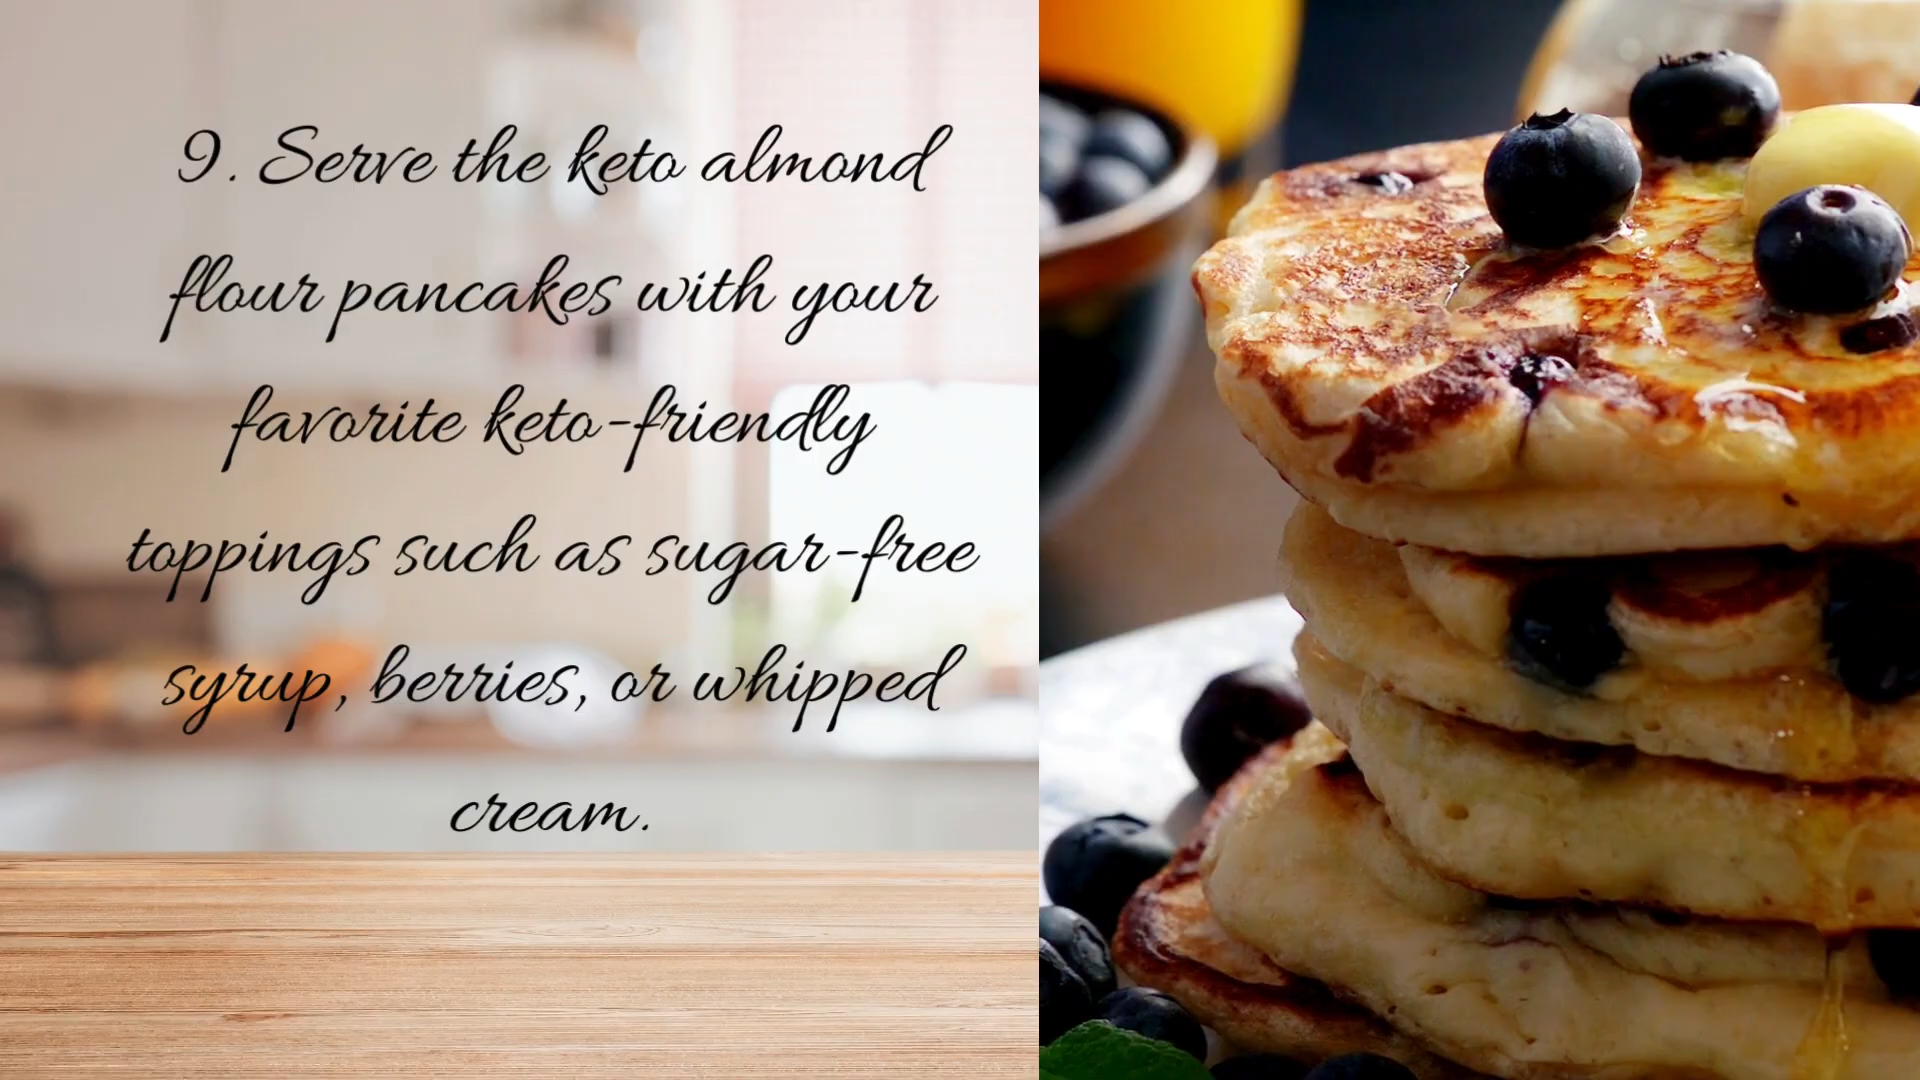 9. Serve the keto almond
flour pancakes with your
favorite keto-friendly
toppings such as sugar-free
syrup, berries, or whipped
cream.